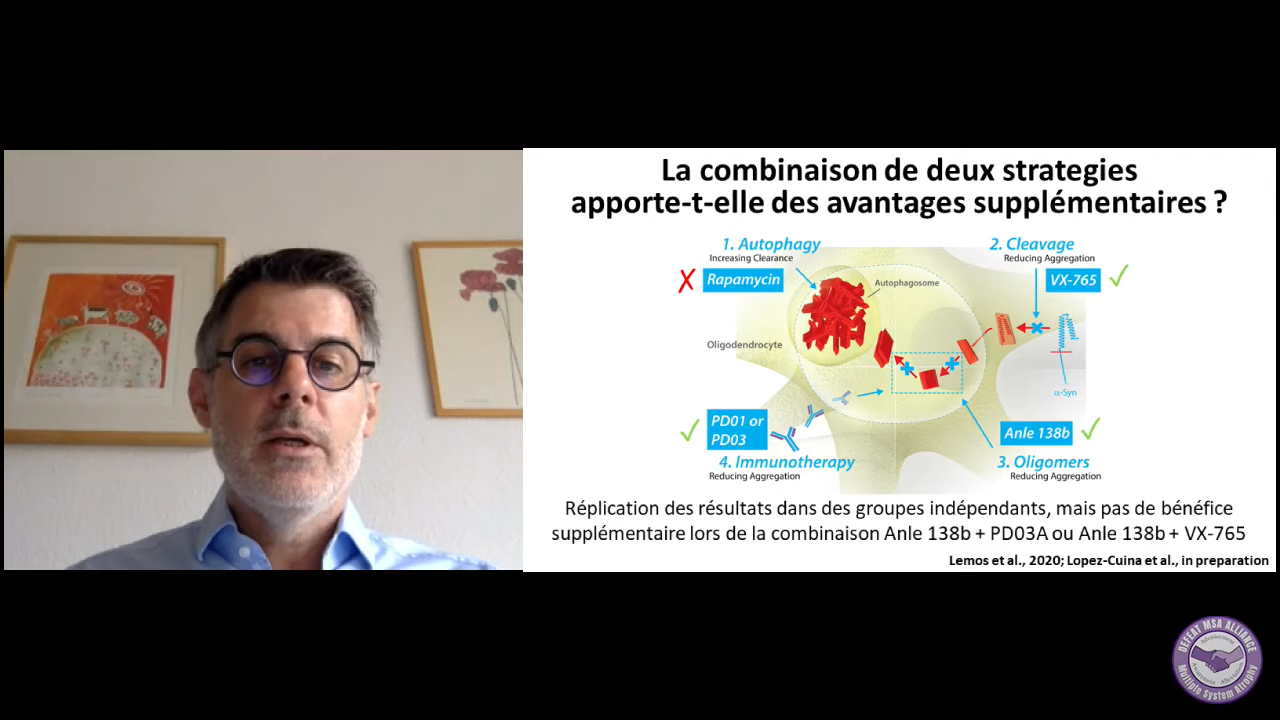 La combinaison de deux strategies
apporte-t-elle des avantages supplémentaires ?
1. Autophagy
Increasing Clearance
Rapamycin
2. Cleavage
Reducing Aggregation
VX-765
Autophagosome
Oligodendrocyte
α-Syn
PD01 or
PD03
4. Immunotherapy
Reducing Aggregation
Anle 138b
3. Oligomers
Reducing Aggregation
Réplication des résultats dans des groupes indépendants, mais pas de bénéfice
supplémentaire lors de la combinaison Anle 138b + PD03A ou Anle 138b + VX-765
Lemos et al., 2020; Lopez-Cuina et al., in preparation
DEFEAT MSA ALLIANCE
Multiple System Atrophy